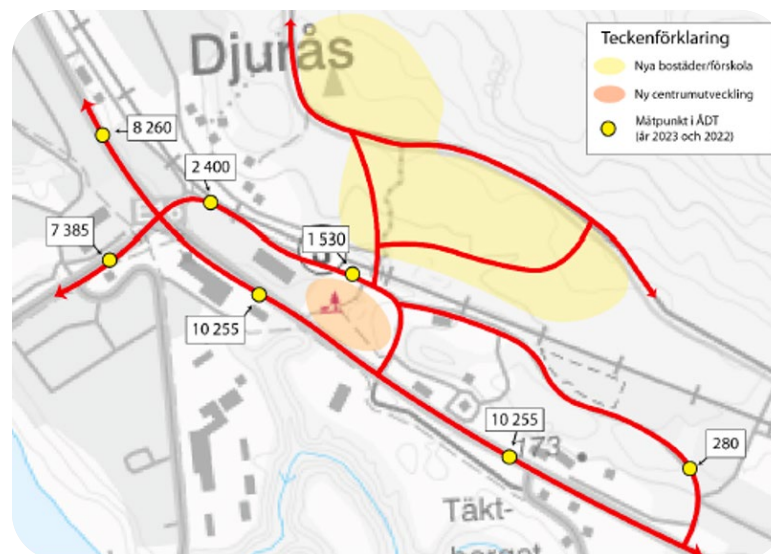 Djurås
Teckenförklaring
Nya bostäder/förskola
Ny centrumutveckling
Mätpunkt i ÅDT
(år 2023 och 2022)
8 260
2 400
7 385
1 530
10 255
10 255
280
173
Täkt-
berget